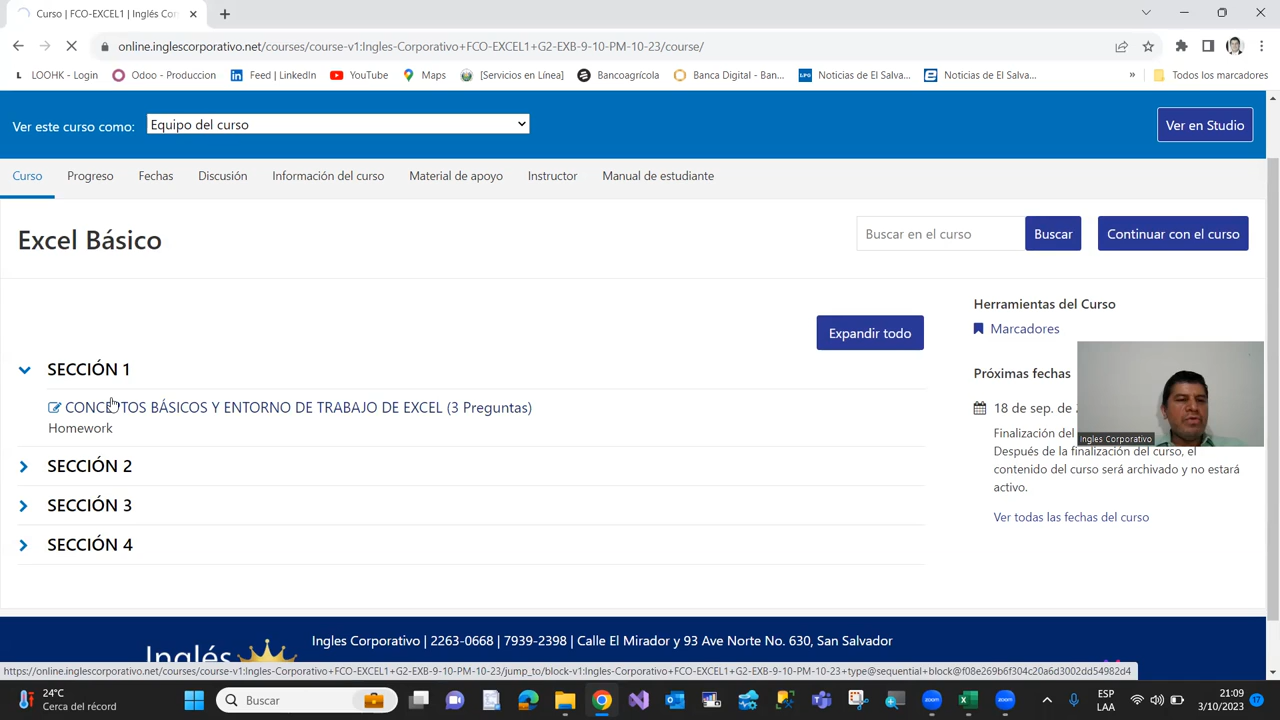 Curso | FCO-EXCEL1 | Inglés Cor
online.inglescorporativo.net/courses/course-v1:Ingles-Corporativo+FCO-EXCEL1+G2-EXB-9-10-PM-10-23/course/
LOOHK - Login
Odoo - Produccion
Feed | LinkedIn
YouTube
Maps
[Servicios en Línea]
Bancoagrícola
Banca Digital - Ban...
LPG
Noticias de El Salva...
Noticias de El Salva...
»
Todos los marcadores
Ver este curso como:
Equipo del curso
Ver en Studio
Curso
Progreso
Fechas
Discusión
Información del curso
Material de apoyo
Instructor
Manual de estudiante
Excel Básico
Buscar en el curso
Buscar
Continuar con el curso
Expandir todo
SECCIÓN 1
CONCEPTOS BÁSICOS Y ENTORNO DE TRABAJO DE EXCEL (3 Preguntas)
Homework
SECCIÓN 2
SECCIÓN 3
SECCIÓN 4
Herramientas del Curso
Marcadores
Próximas fechas
18 de sep. de
Finalización del
Después de la finalización del curso, el
contenido del curso será archivado y no estará
activo.
Ver todas las fechas del curso
Ingles Corporativo
Inglés
Ingles Corporativo | 2263-0668 | 7939-2398 | Calle El Mirador y 93 Ave Norte No. 630, San Salvador
https://online.inglescorporativo.net/courses/course-v1:Ingles-Corporativo+FCO-EXCEL1+G2-EXB-9-10-PM-10-23/jump_to/block-v1:Ingles-Corporativo+FCO-EXCEL1+G2-EXB-9-10-PM-10-23+type@sequential+block@f08e269b6f304c20a6d3002dd54982d4
24°C
Cerca del récord
Buscar
ESP
LAA
21:09
3/10/2023